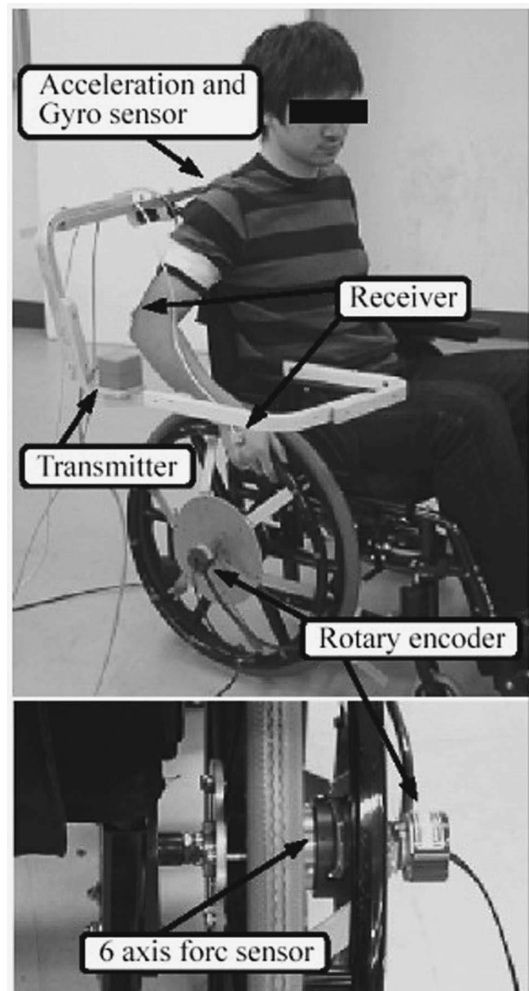 Acceleration and
Gyro sensor
Receiver
Transmitter
Rotary encoder
6 axis forc sensor